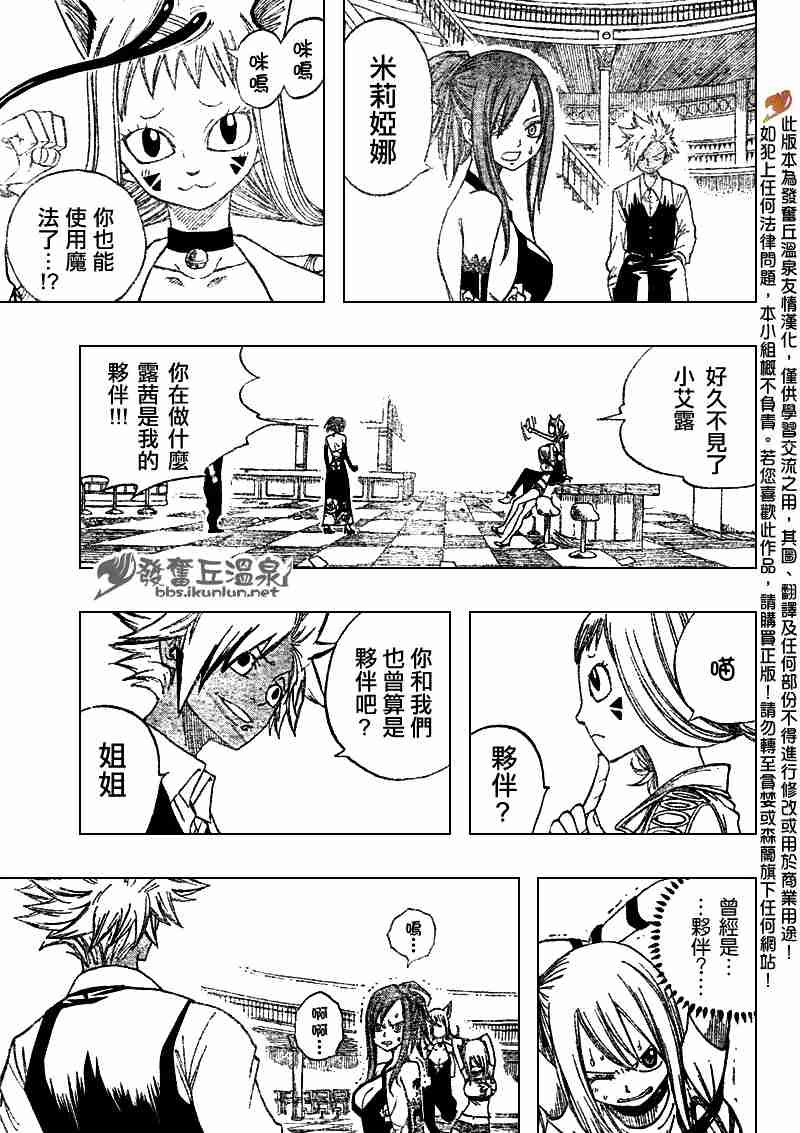 米莉婭娜
咪嗚
咪嗚
你也能
使用魔
法了…!?
好久不見了
小艾露
你在做什麼
露茜是我的
夥伴!!!
發奮丘溫泉
bbs.ikunlun.net
喵
夥伴?
你和我們
也曾算是
夥伴吧?
姐姐
曾經是…
…夥伴?…
嗚…
啊
啊…
此版本為發奮丘溫泉友情漢化，僅供學習交流之用，其圖、翻譯及任何部份不得進行修改或用於商業用途！
如犯上任何法律問題，本小組概不負責。若您喜歡此作品，請購買正版！請勿轉至貪婪或森蘭旗下任何網站！